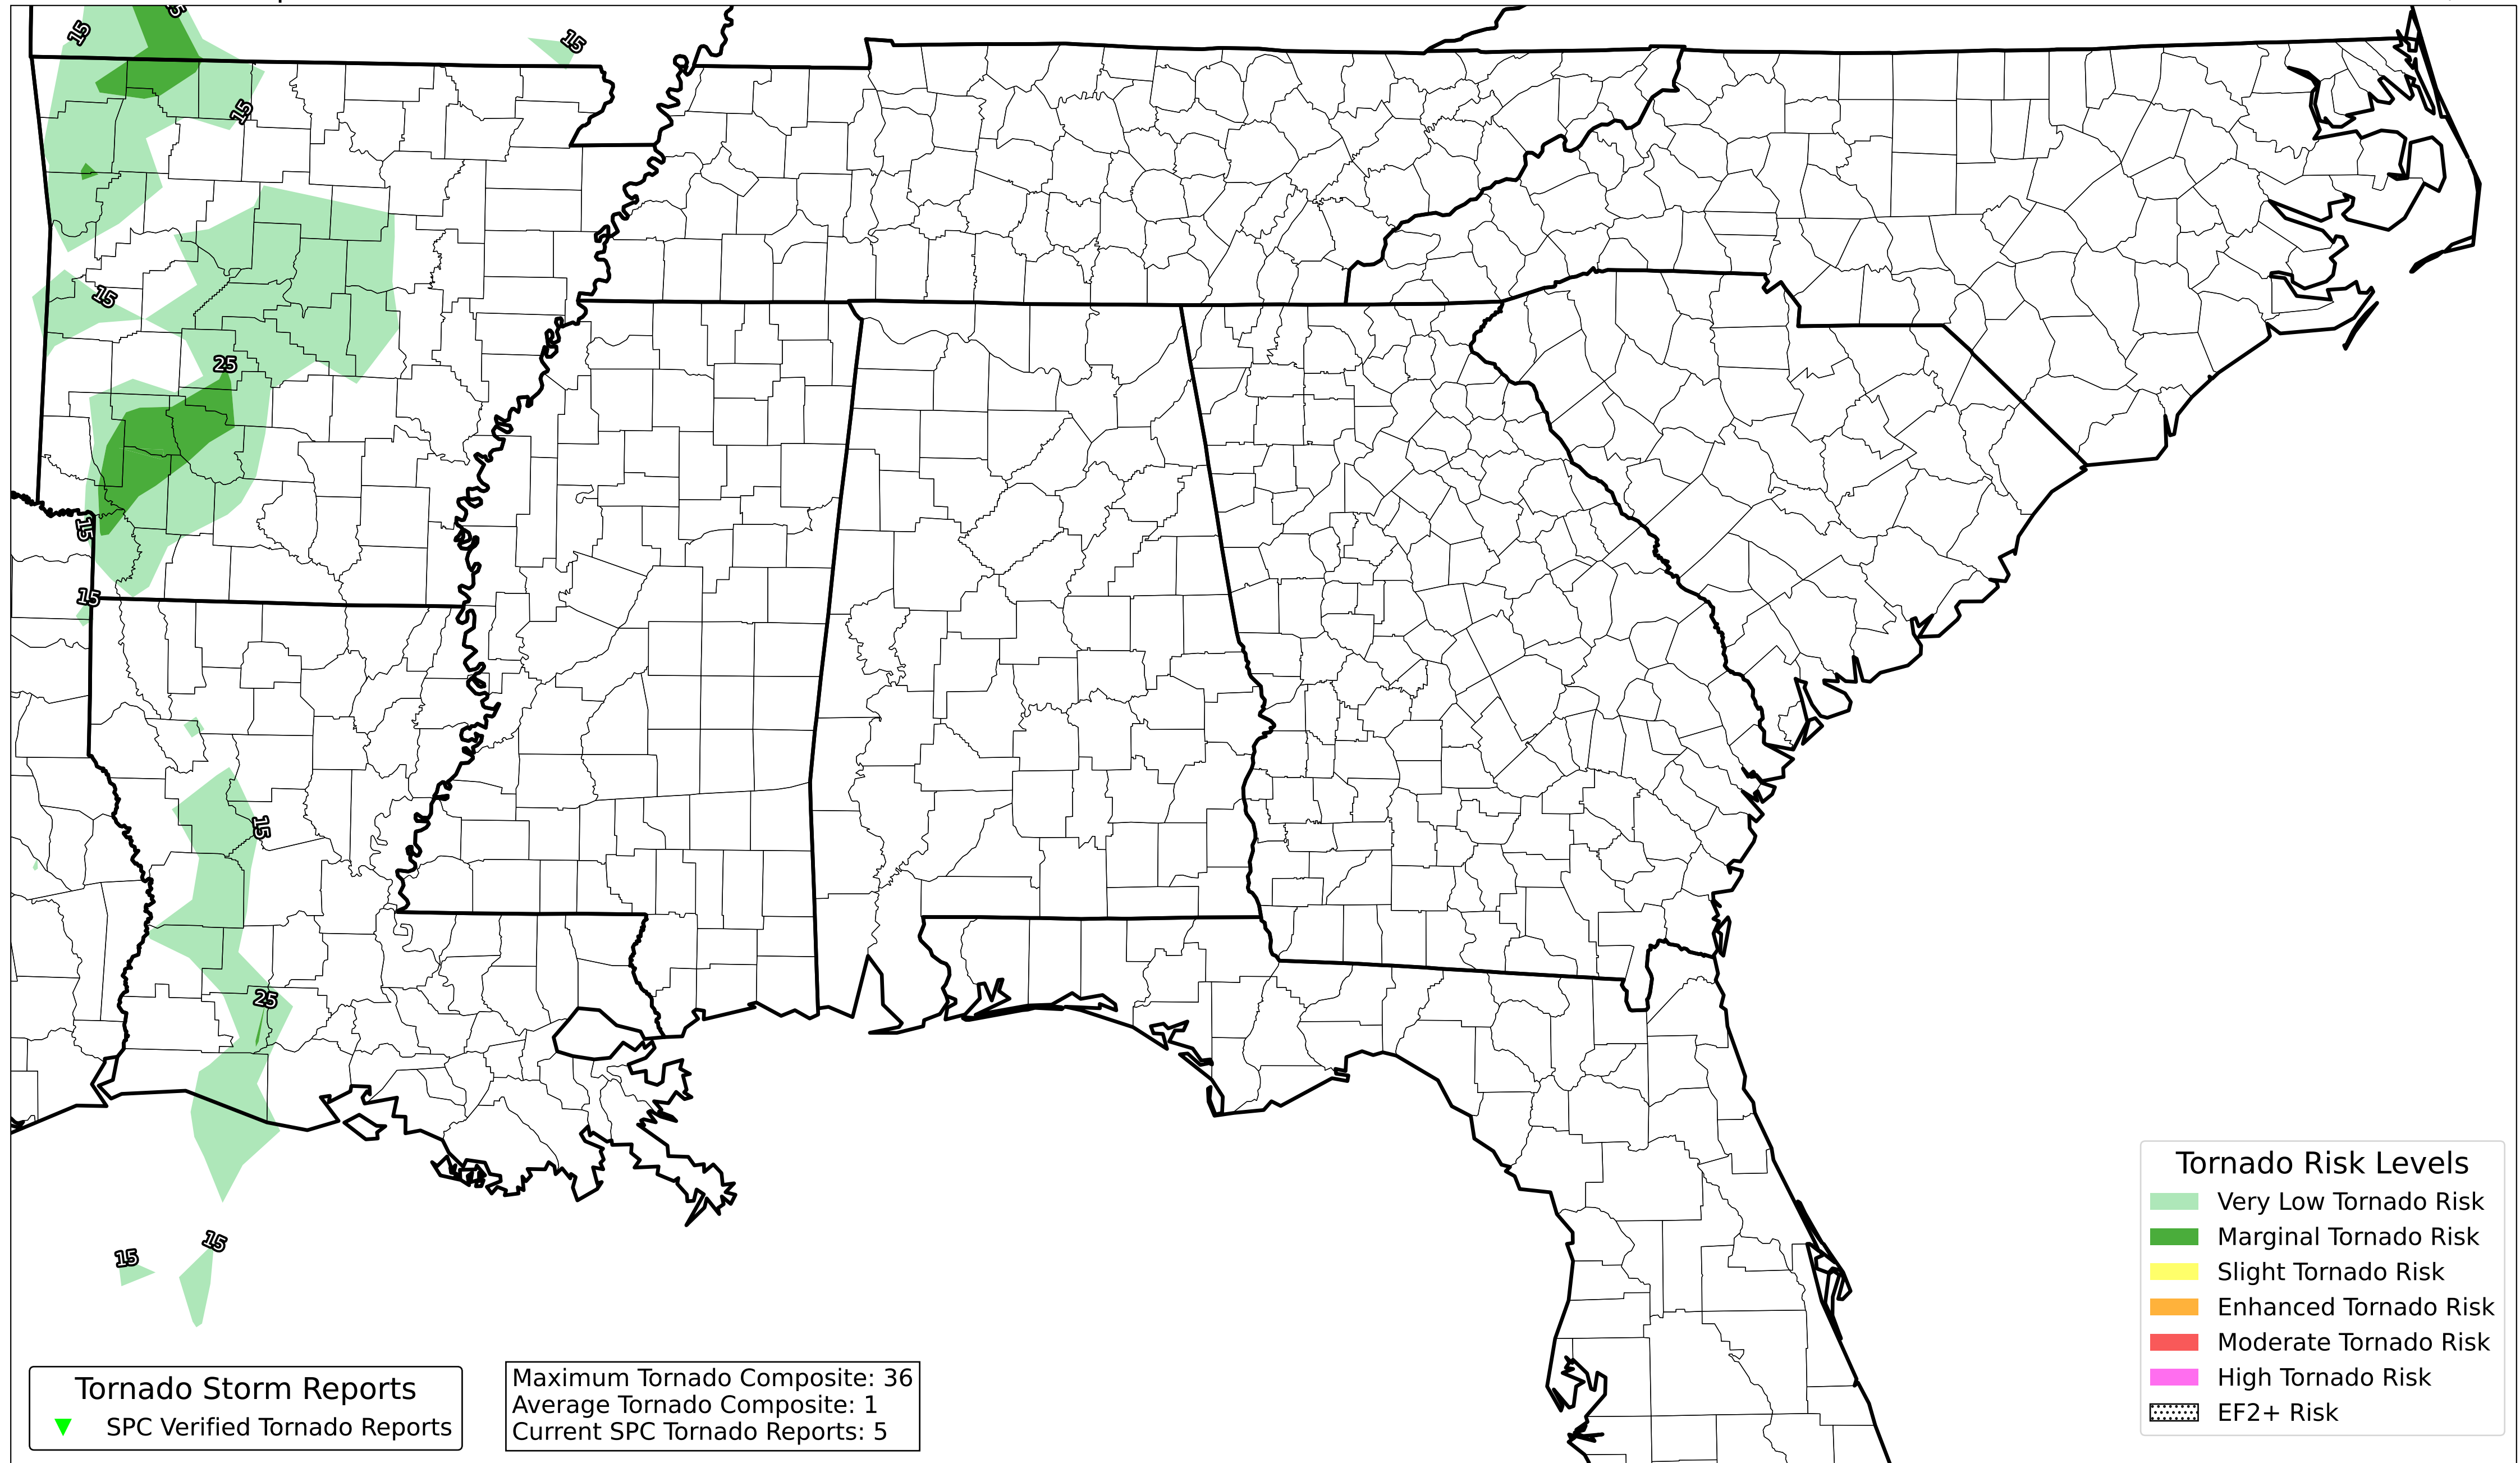 15
15
15
15
25
15
15
15
25
15
15
Tornado Risk Levels
Very Low Tornado Risk
Marginal Tornado Risk
Slight Tornado Risk
Enhanced Tornado Risk
Moderate Tornado Risk
High Tornado Risk
EF2+ Risk
Tornado Storm Reports
SPC Verified Tornado Reports
Maximum Tornado Composite: 36
Average Tornado Composite: 1
Current SPC Tornado Reports: 5